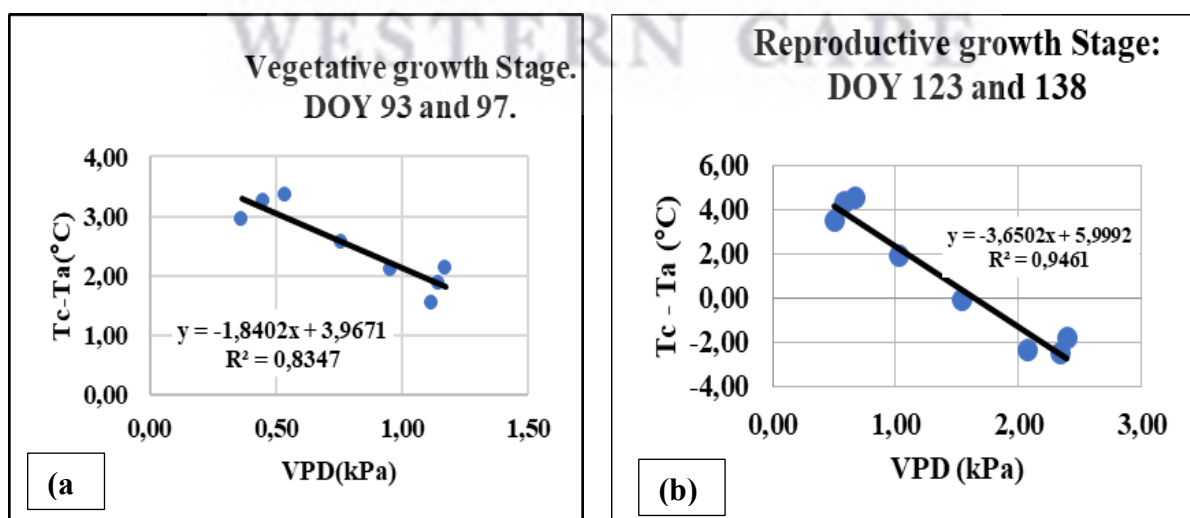 WESTERN CAPE
Vegetative growth Stage.
DOY 93 and 97.
Tc-Ta(°C)
4,00
3,00
2,00
1,00
0,00
y = -1,8402x + 3,9671
R² = 0,8347
0,00 0,50 1,00 1,50
VPD(kPa)
(a
Reproductive growth Stage:
DOY 123 and 138
Tc - Ta (°C)
6,00
4,00
2,00
0,00
-2,00
-4,00
y = -3,6502x + 5,9992
R² = 0,9461
0,00 1,00 2,00 3,00
VPD (kPa)
(b)